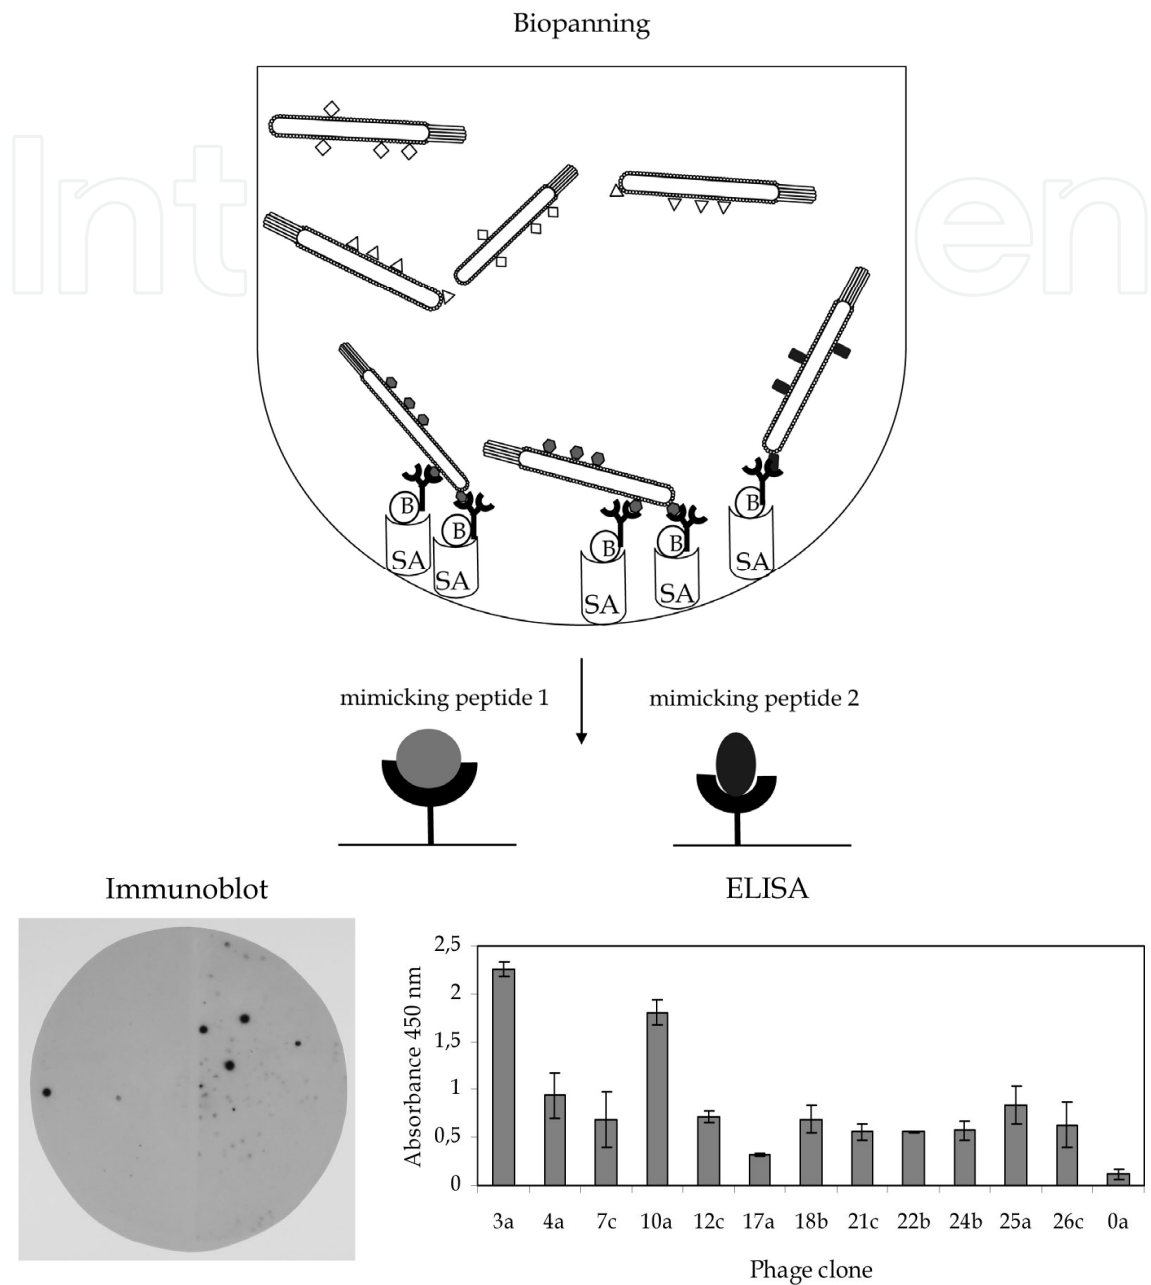 Biopanning
Int en
B
B
B
B
B
SA
SA
SA
SA
SA
mimicking peptide 1
mimicking peptide 2
Immunoblot
ELISA
Absorbance 450 nm
2,5
2
1,5
1
0,5
0
3a 4a 7c 10a 12c 17a 18b 21c 22b 24b 25a 26c 0a
Phage clone